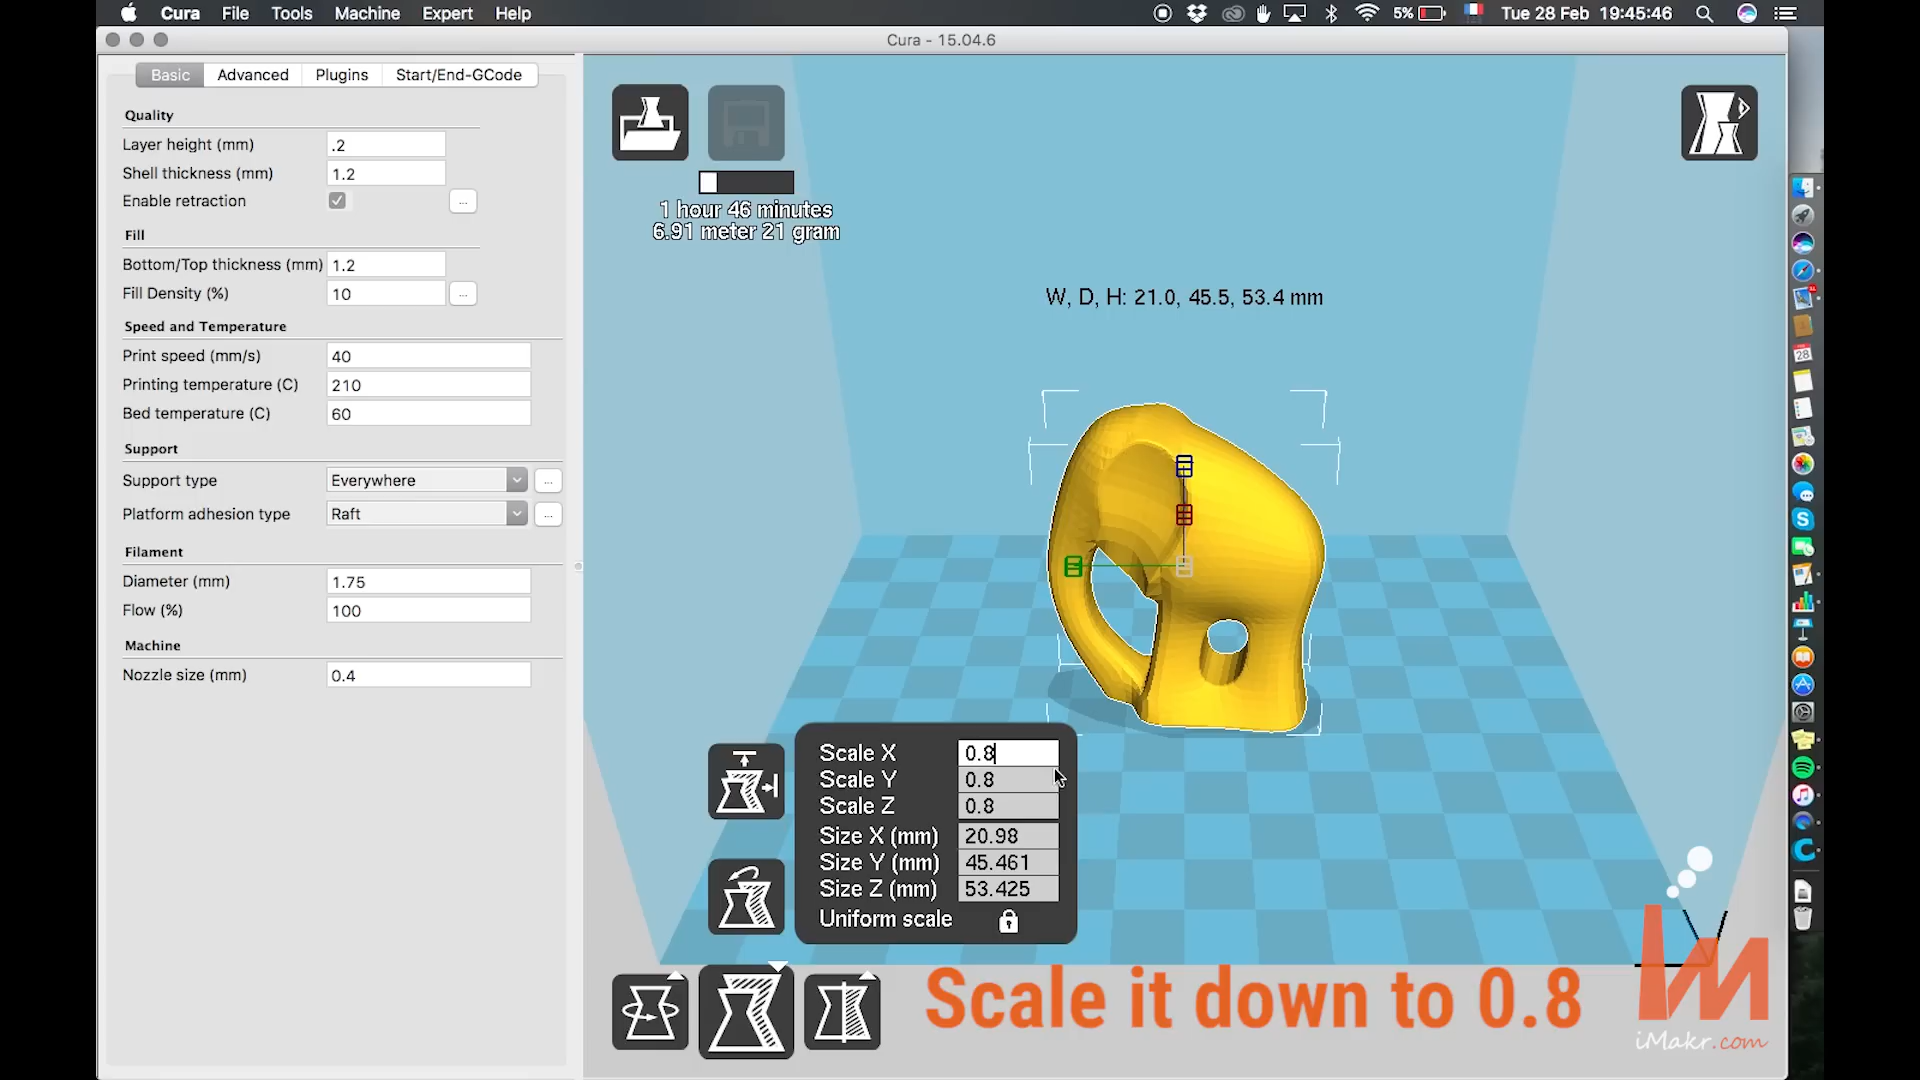 Cura File Tools Machine Expert Help 5% Tue 28 Feb 19:45:46
Cura - 15.04.6
Basic Advanced Plugins Start/End-GCode
Quality
Layer height (mm) .2
Shell thickness (mm) 1.2
Enable retraction ...
Fill
Bottom/Top thickness (mm) 1.2
Fill Density (%) 10 ...
Speed and Temperature
Print speed (mm/s) 40
Printing temperature (C) 210
Bed temperature (C) 60
Support
Support type Everywhere ...
Platform adhesion type Raft ...
Filament
Diameter (mm) 1.75
Flow (%) 100
Machine
Nozzle size (mm) 0.4
1 hour 46 minutes
6.91 meter 21 gram
W, D, H: 21.0, 45.5, 53.4 mm
Scale X 0.8
Scale Y 0.8
Scale Z 0.8
Size X (mm) 20.98
Size Y (mm) 45.461
Size Z (mm) 53.425
Uniform scale
Scale it down to 0.8
iM
iMakr.com
28